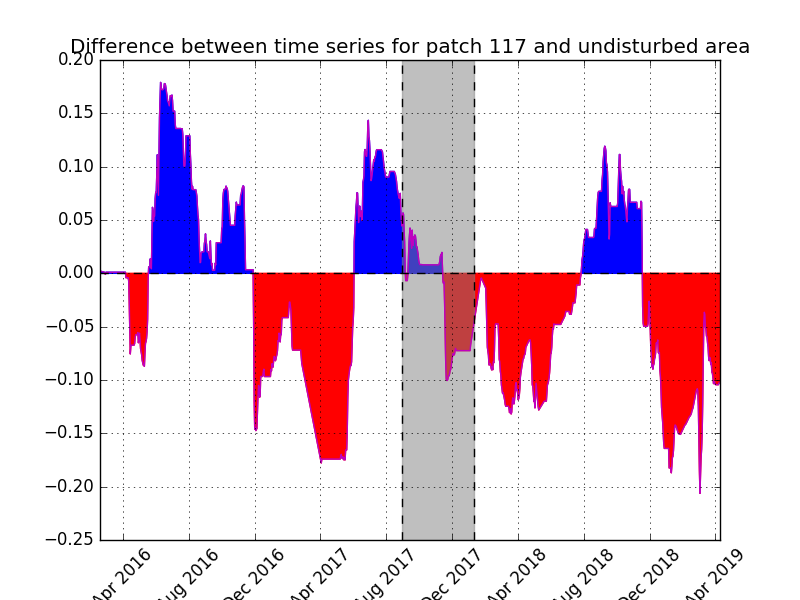 Difference between time series for patch 117 and undisturbed area
0.20
0.15
0.10
0.05
0.00
−0.05
−0.10
−0.15
−0.20
−0.25
Apr 2016
Aug 2016
Dec 2016
Apr 2017
Aug 2017
Dec 2017
Apr 2018
Aug 2018
Dec 2018
Apr 2019